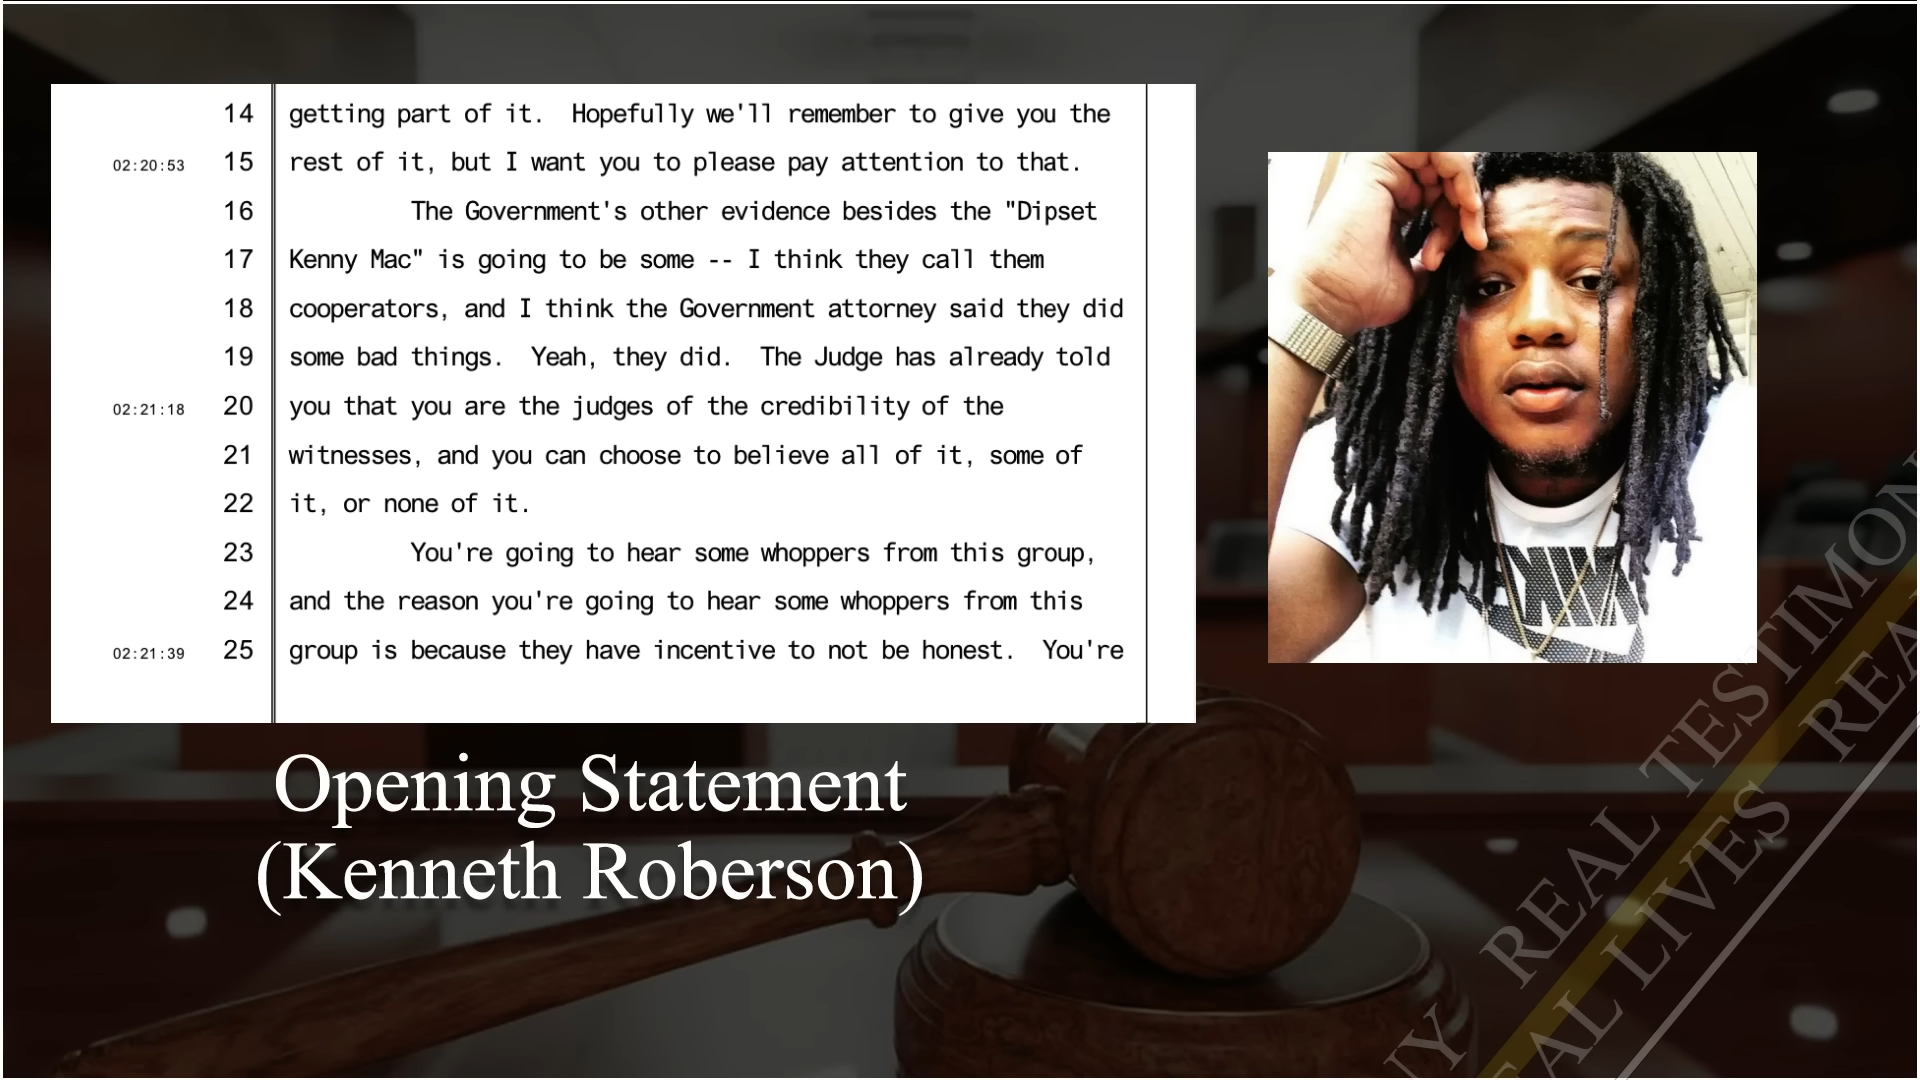 14 getting part of it.  Hopefully we'll remember to give you the
02:20:53 15 rest of it, but I want you to please pay attention to that.
16 The Government's other evidence besides the "Dipset
17 Kenny Mac" is going to be some -- I think they call them
18 cooperators, and I think the Government attorney said they did
19 some bad things.  Yeah, they did.  The Judge has already told
02:21:18 20 you that you are the judges of the credibility of the
21 witnesses, and you can choose to believe all of it, some of
22 it, or none of it.
23 You're going to hear some whoppers from this group,
24 and the reason you're going to hear some whoppers from this
02:21:39 25 group is because they have incentive to not be honest.  You're
Opening Statement
(Kenneth Roberson)
REAL TESTIMON
REAL LIVES